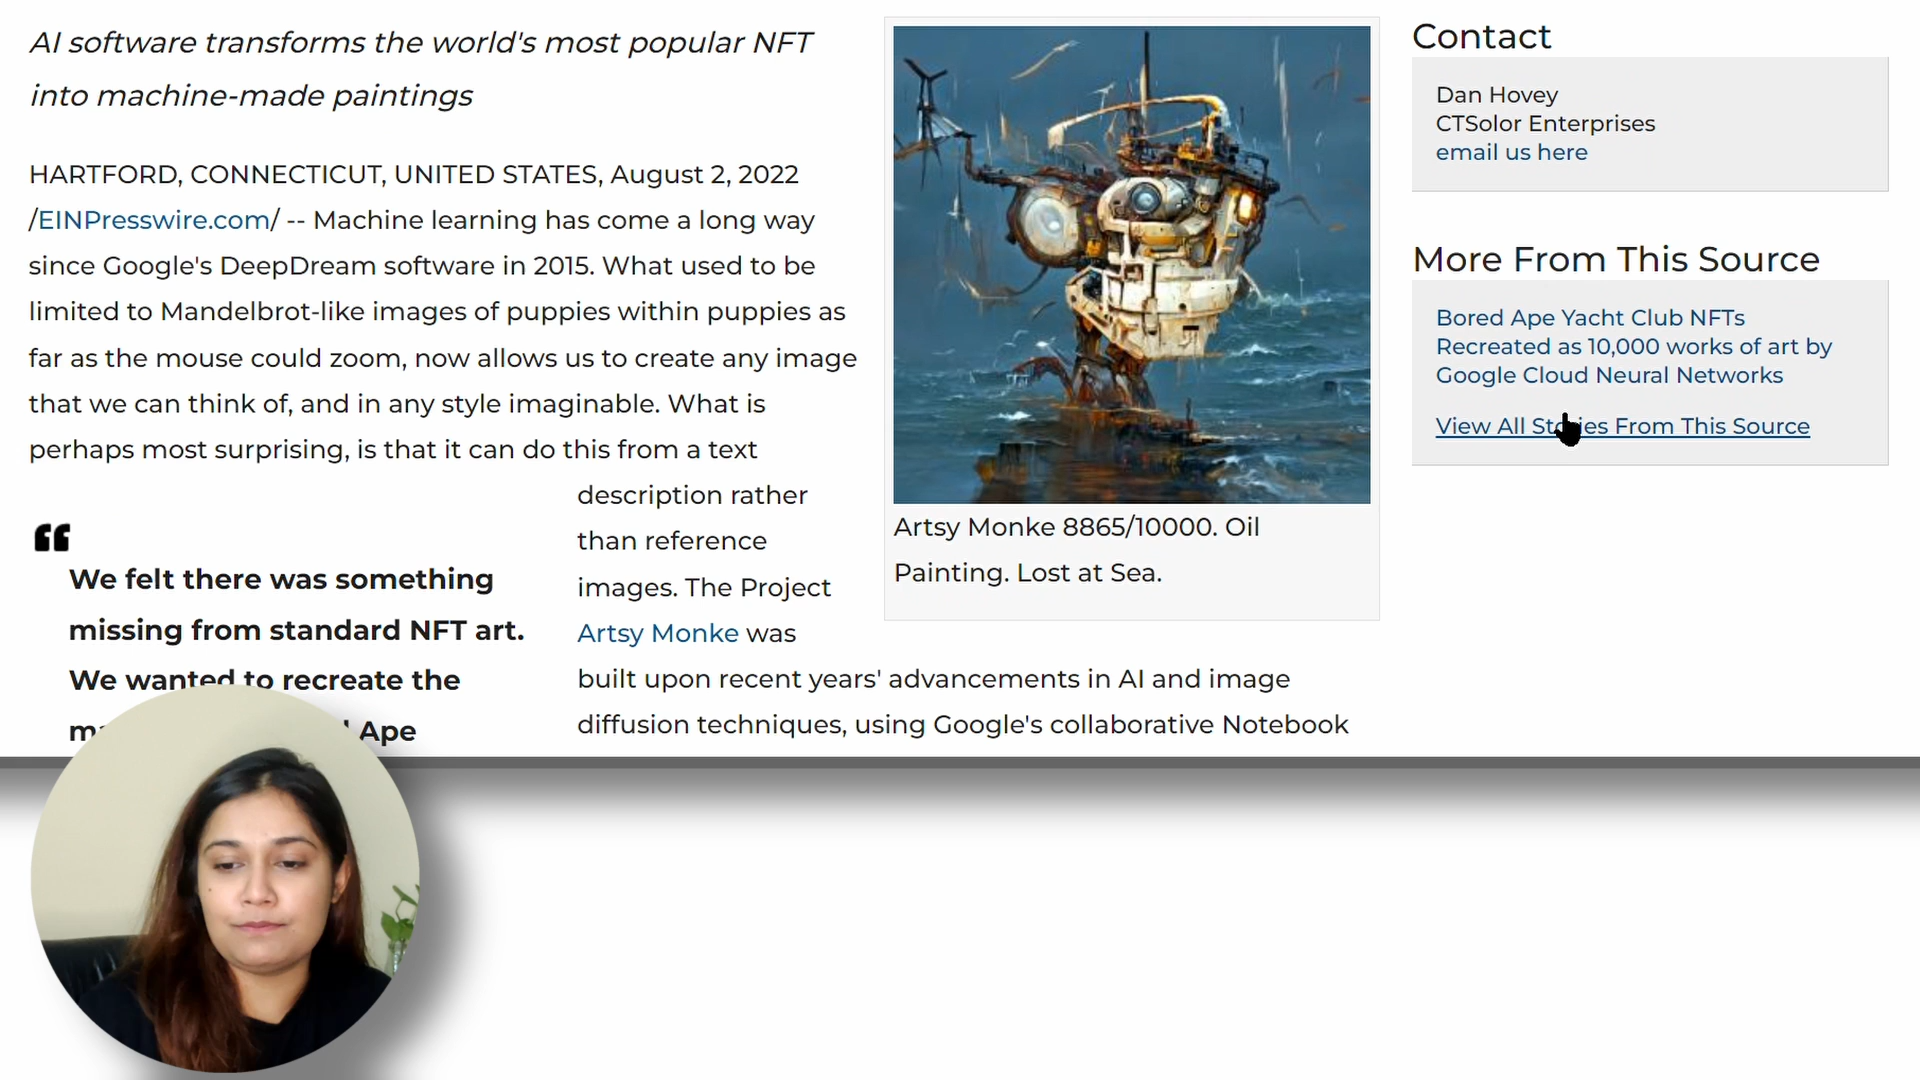 AI software transforms the world's most popular NFT
into machine-made paintings
HARTFORD, CONNECTICUT, UNITED STATES, August 2, 2022
/EINPresswire.com/ -- Machine learning has come a long way
since Google's DeepDream software in 2015. What used to be
limited to Mandelbrot-like images of puppies within puppies as
far as the mouse could zoom, now allows us to create any image
that we can think of, and in any style imaginable. What is
perhaps most surprising, is that it can do this from a text
description rather
than reference
images. The Project
Artsy Monke was
built upon recent years' advancements in AI and image
diffusion techniques, using Google's collaborative Notebook
“
We felt there was something
missing from standard NFT art.
We wanted to recreate the
Ape
Artsy Monke 8865/10000. Oil
Painting. Lost at Sea.
Contact
Dan Hovey
CTSolor Enterprises
email us here
More From This Source
Bored Ape Yacht Club NFTs
Recreated as 10,000 works of art by
Google Cloud Neural Networks
View All Stories From This Source